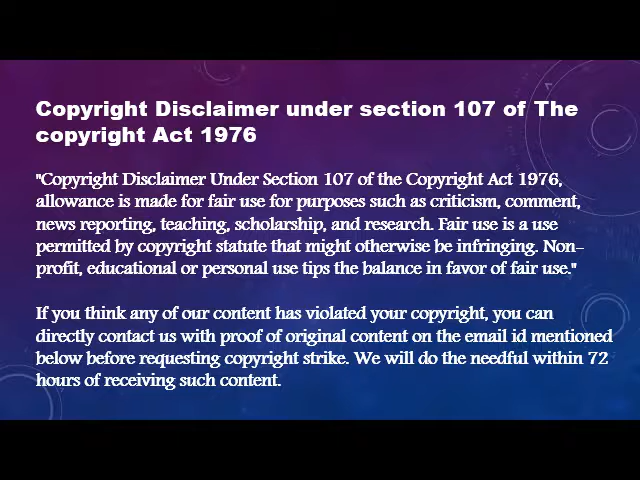 Copyright Disclaimer under section 107 of The
copyright Act 1976
"Copyright Disclaimer Under Section 107 of the Copyright Act 1976,
allowance is made for fair use for purposes such as criticism, comment,
news reporting, teaching, scholarship, and research. Fair use is a use
permitted by copyright statute that might otherwise be infringing. Non-
profit, educational or personal use tips the balance in favor of fair use."
If you think any of our content has violated your copyright, you can
directly contact us with proof of original content on the email id mentioned
below before requesting copyright strike. We will do the needful within 72
hours of receiving such content.